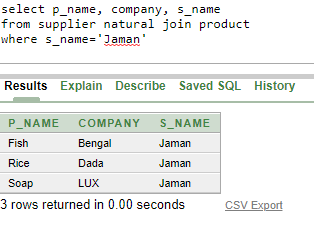 select p_name, company, s_name
from supplier natural join product
where s_name='Jaman'
Results Explain Describe Saved SQL History
P_NAME COMPANY S_NAME
Fish Bengal Jaman
Rice Dada Jaman
Soap LUX Jaman
3 rows returned in 0.00 seconds CSV Export